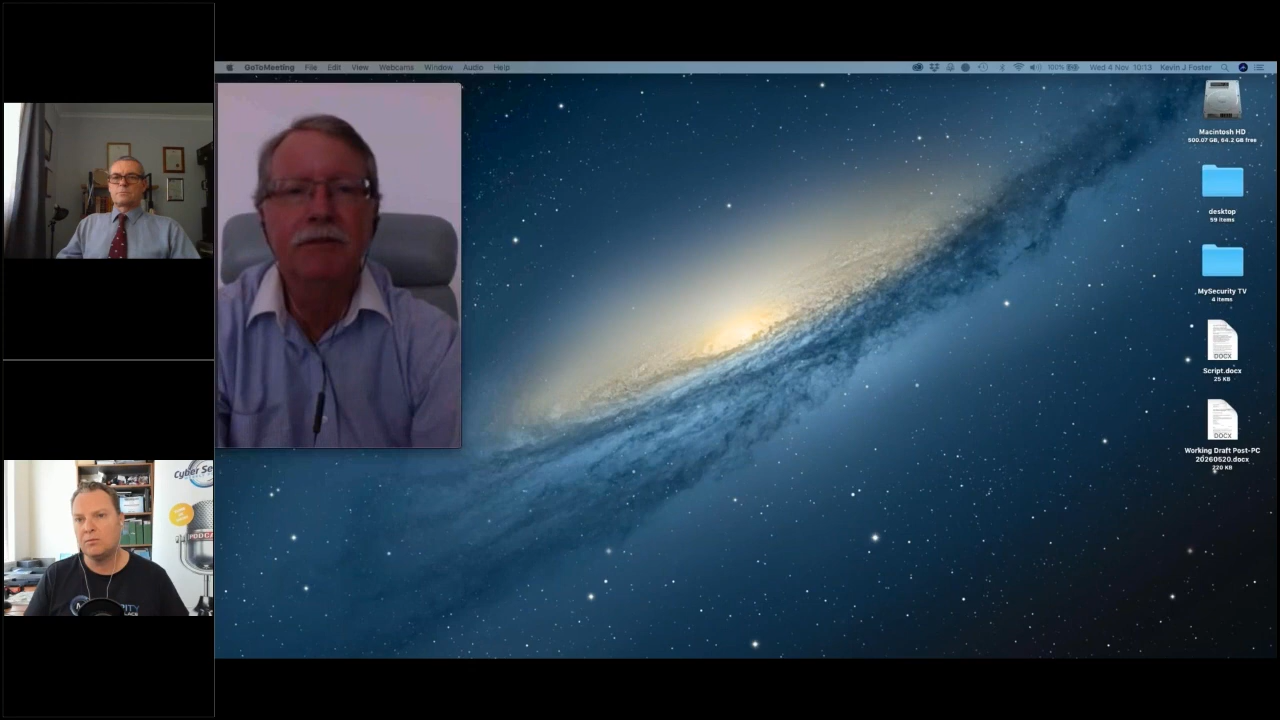 GoToMeeting File Edit View Webcams Window Audio Help
100% Wed 4 Nov 10:13 Kevin J Foster
Macintosh HD
500.07 GB, 64.2 GB free
desktop
59 items
MySecurity TV
4 items
DOCX
Script.docx
25 KB
DOCX
Working Draft Post-PC
20260520.docx
220 KB
Cyber Se
PODCA